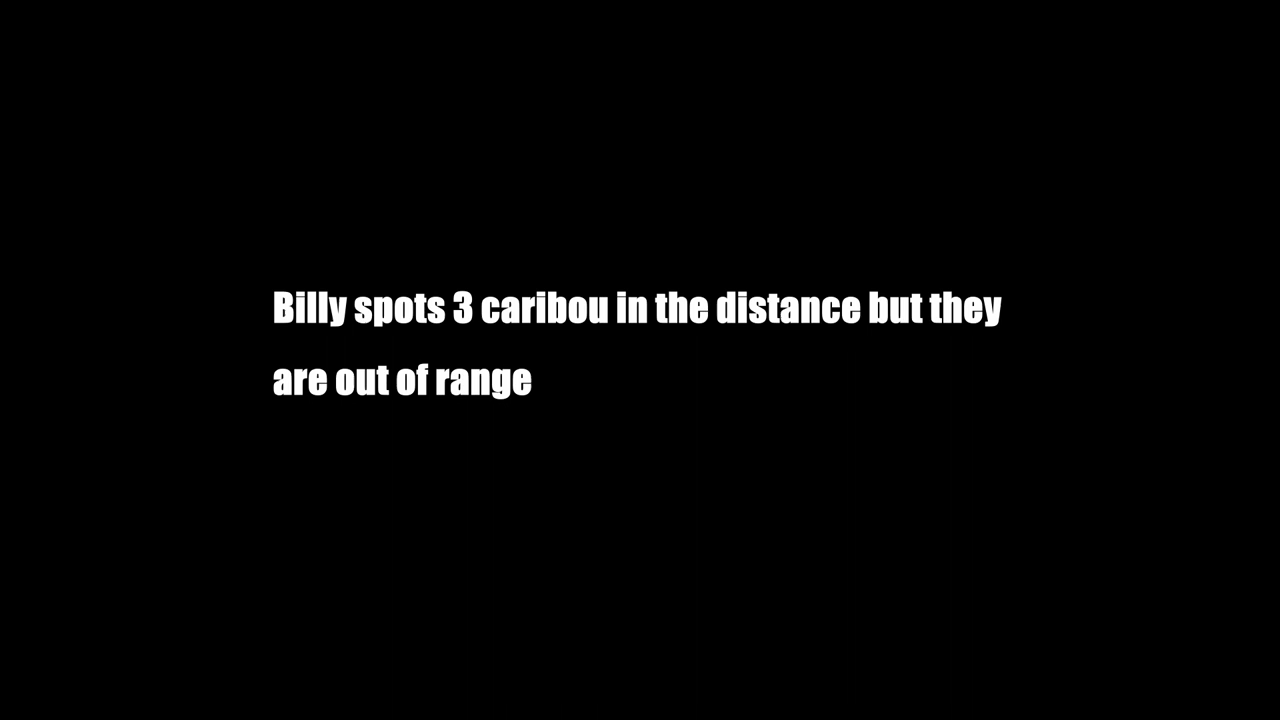 Billy spots 3 caribou in the distance but they
are out of range